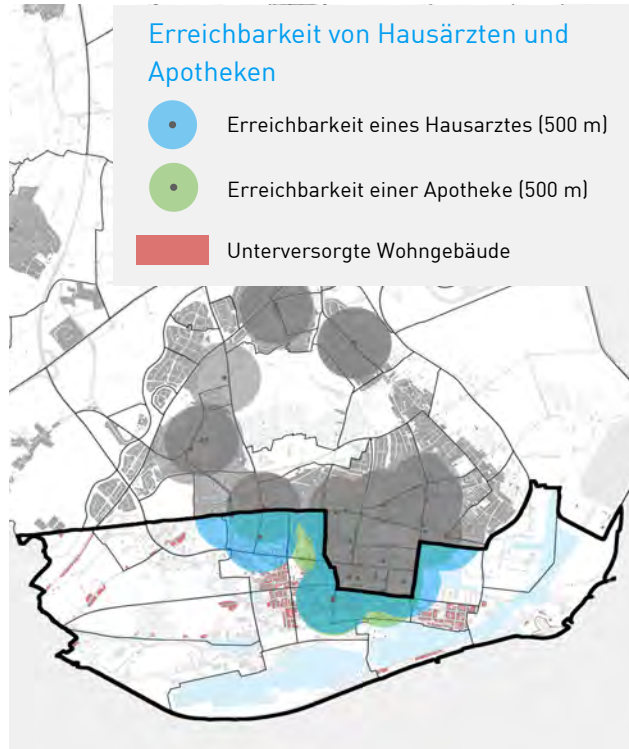 Erreichbarkeit von Hausärzten und
Apotheken
Erreichbarkeit eines Hausarztes (500 m)
Erreichbarkeit einer Apotheke (500 m)
Unterversorgte Wohngebäude